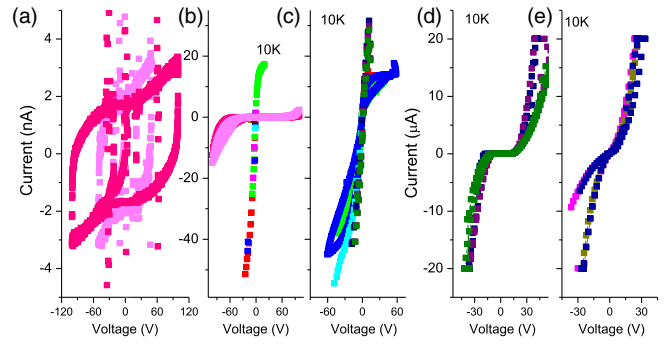 (a) (b) (c) (d) (e)
10K 10K 10K 10K
Current (nA)
4
2
0
-2
-4
-120 -60 0 60 120
Voltage (V)
20
0
-20
-40
-60 0 60
Voltage (V)
-60 0 60
Voltage (V)
Current (µA)
20
10
0
-10
-20
-30 0 30
Voltage (V)
-30 0 30
Voltage (V)